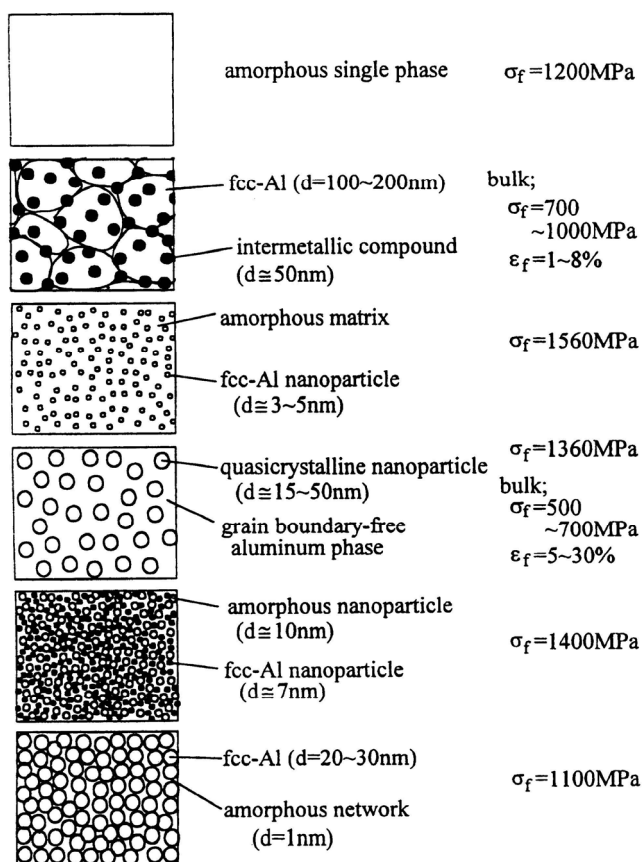 amorphous single phase σf=1200MPa
fcc-Al (d=100~200nm) bulk;
σf=700
~1000MPa
intermetallic compound
(d≅50nm) εf=1~8%
amorphous matrix
σf=1560MPa
fcc-Al nanoparticle
(d≅3~5nm)
σf=1360MPa
quasicrystalline nanoparticle
(d≅15~50nm) bulk;
σf=500
grain boundary-free ~700MPa
aluminum phase εf=5~30%
amorphous nanoparticle
(d≅10nm)
σf=1400MPa
fcc-Al nanoparticle
(d≅7nm)
fcc-Al (d=20~30nm)
σf=1100MPa
amorphous network
(d=1nm)